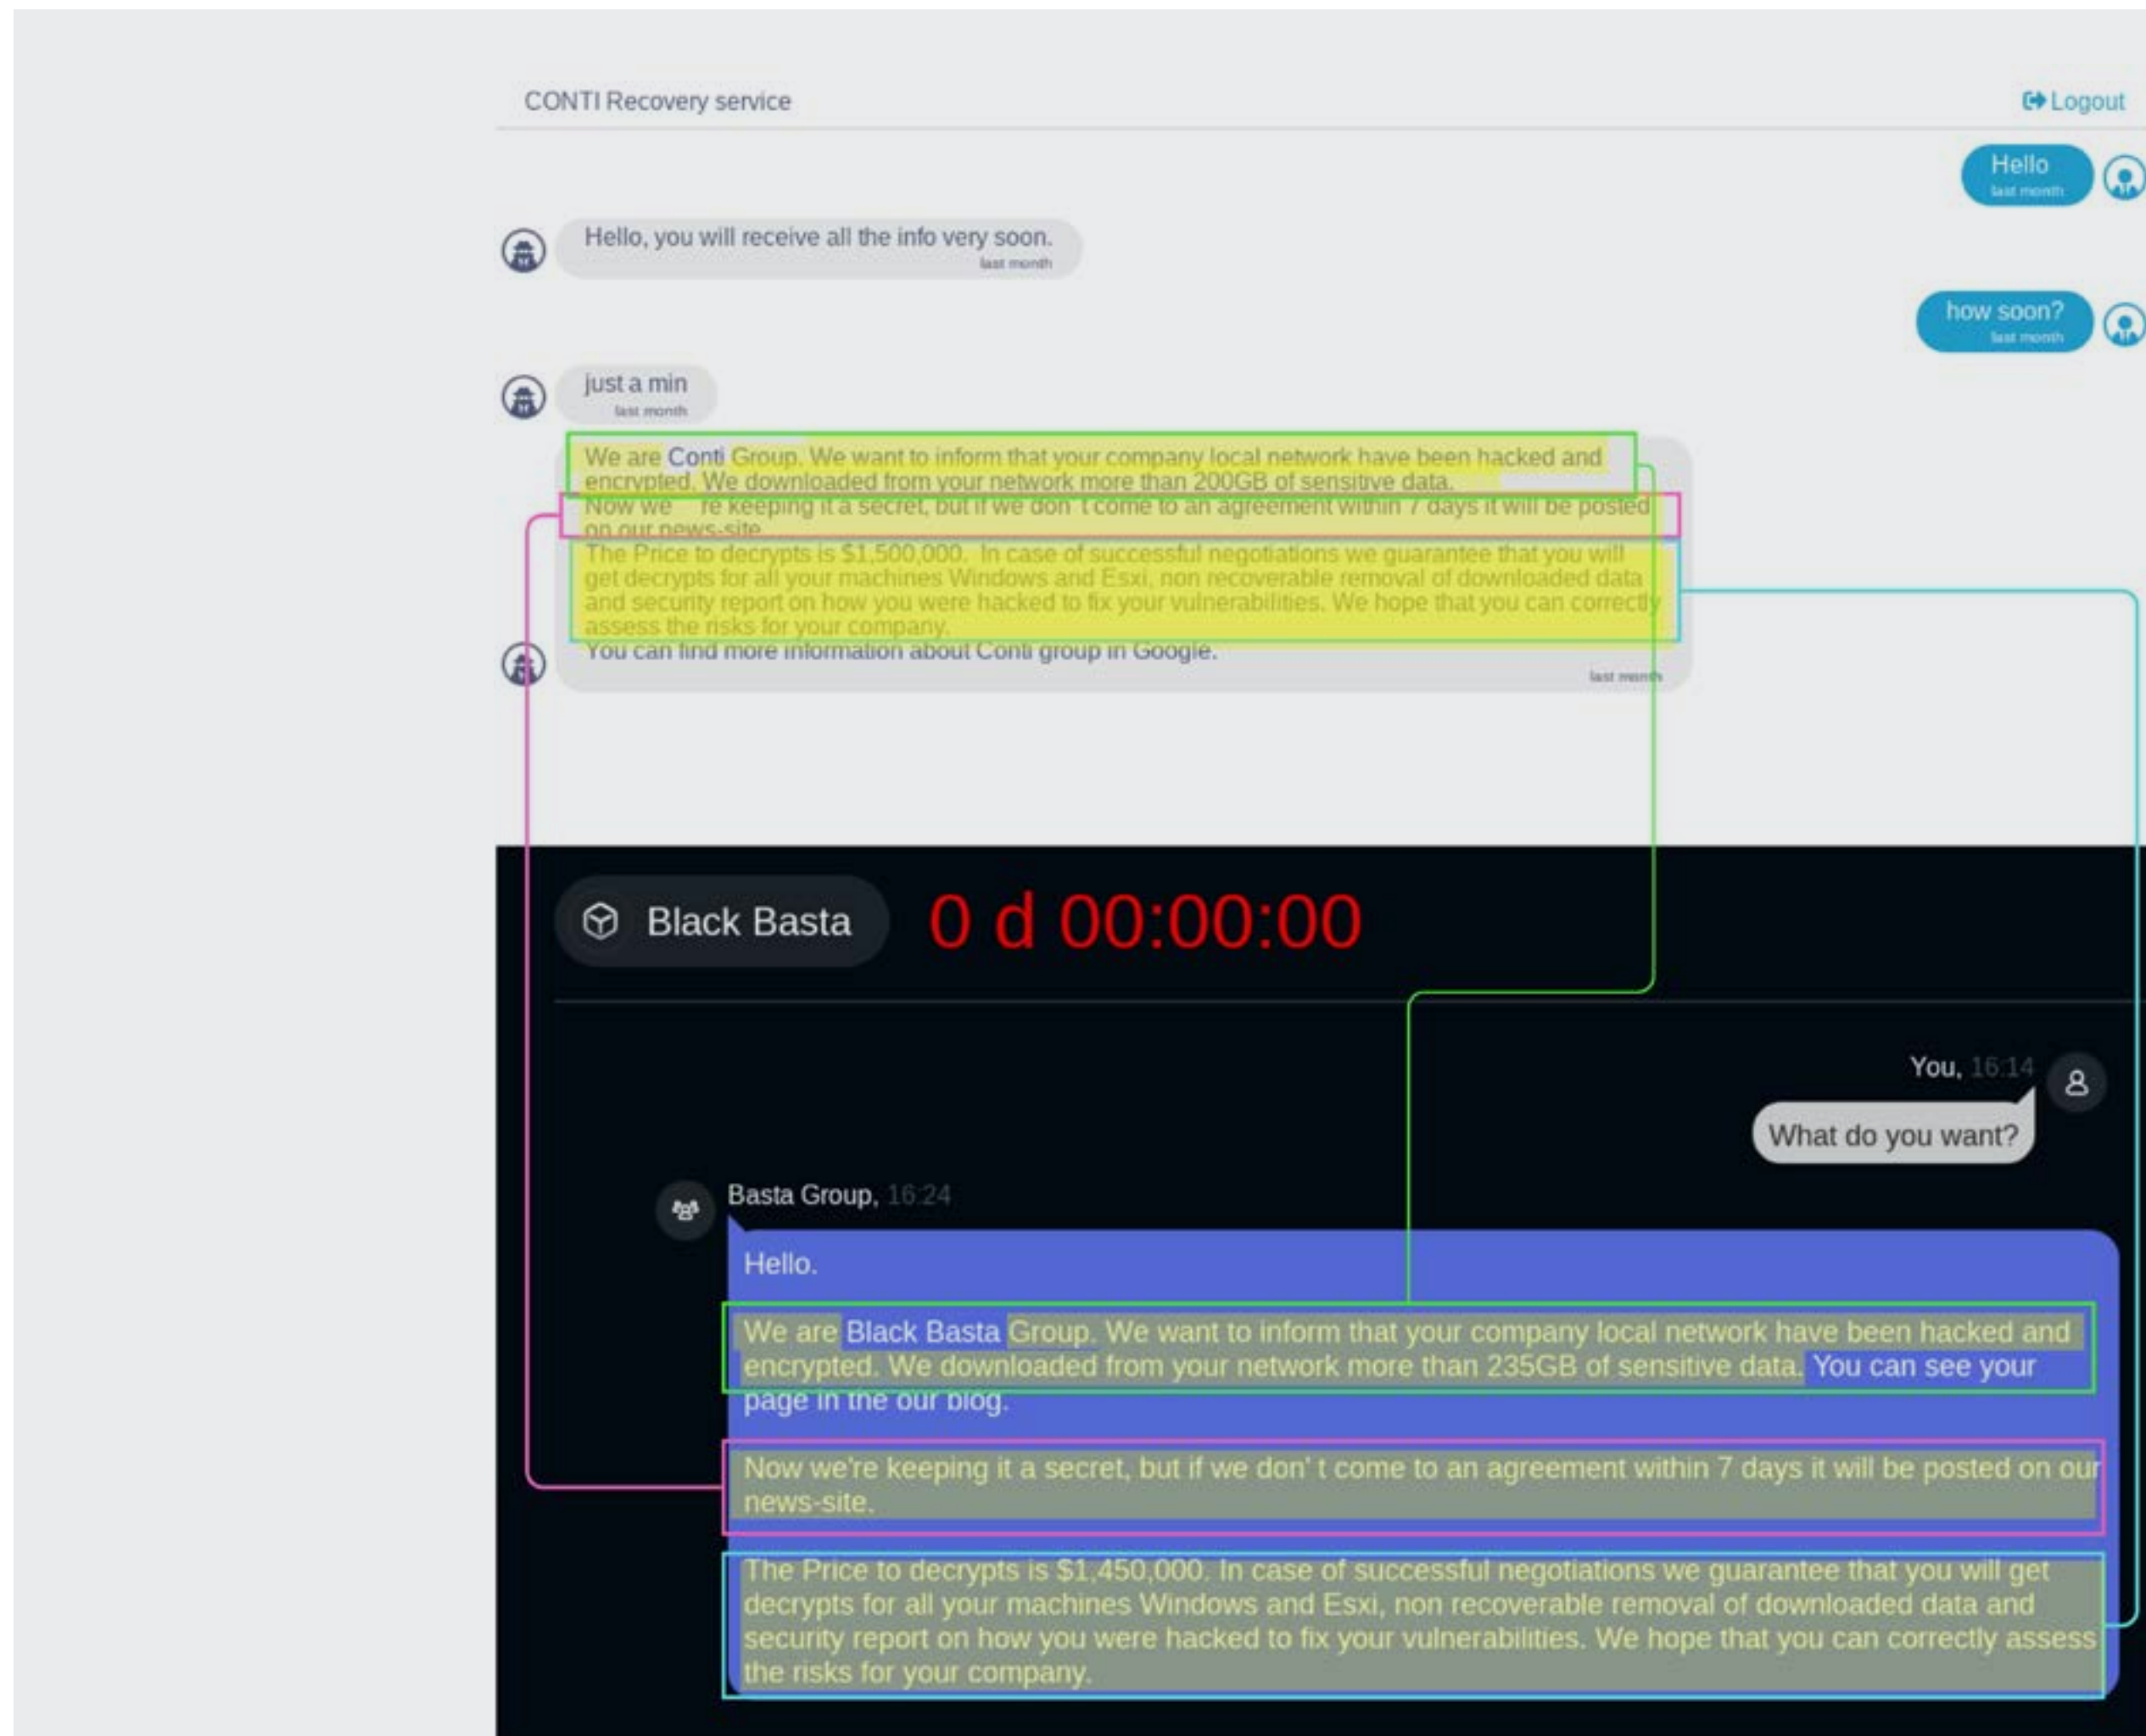 CONTI Recovery service
Logout
Hello
last month
Hello, you will receive all the info very soon.
last month
how soon?
last month
just a min
last month
We are Conti Group. We want to inform that your company local network have been hacked and
encrypted. We downloaded from your network more than 200GB of sensitive data.
Now we    re keeping it a secret, but if we don  t come to an agreement within 7 days it will be posted
on our news-site.
The Price to decrypts is $1,500,000.  In case of successful negotiations we guarantee that you will
get decrypts for all your machines Windows and Esxi, non recoverable removal of downloaded data
and security report on how you were hacked to fix your vulnerabilities. We hope that you can correctly
assess the risks for your company.
You can find more information about Conti group in Google.
last month
Black Basta 0 d 00:00:00
You, 16:14
What do you want?
Basta Group, 16:24
Hello.
We are Black Basta Group. We want to inform that your company local network have been hacked and
encrypted. We downloaded from your network more than 235GB of sensitive data. You can see your
page in the our blog.
Now we're keeping it a secret, but if we don' t come to an agreement within 7 days it will be posted on our
news-site.
The Price to decrypts is $1,450,000. In case of successful negotiations we guarantee that you will get
decrypts for all your machines Windows and Esxi, non recoverable removal of downloaded data and
security report on how you were hacked to fix your vulnerabilities. We hope that you can correctly assess
the risks for your company.